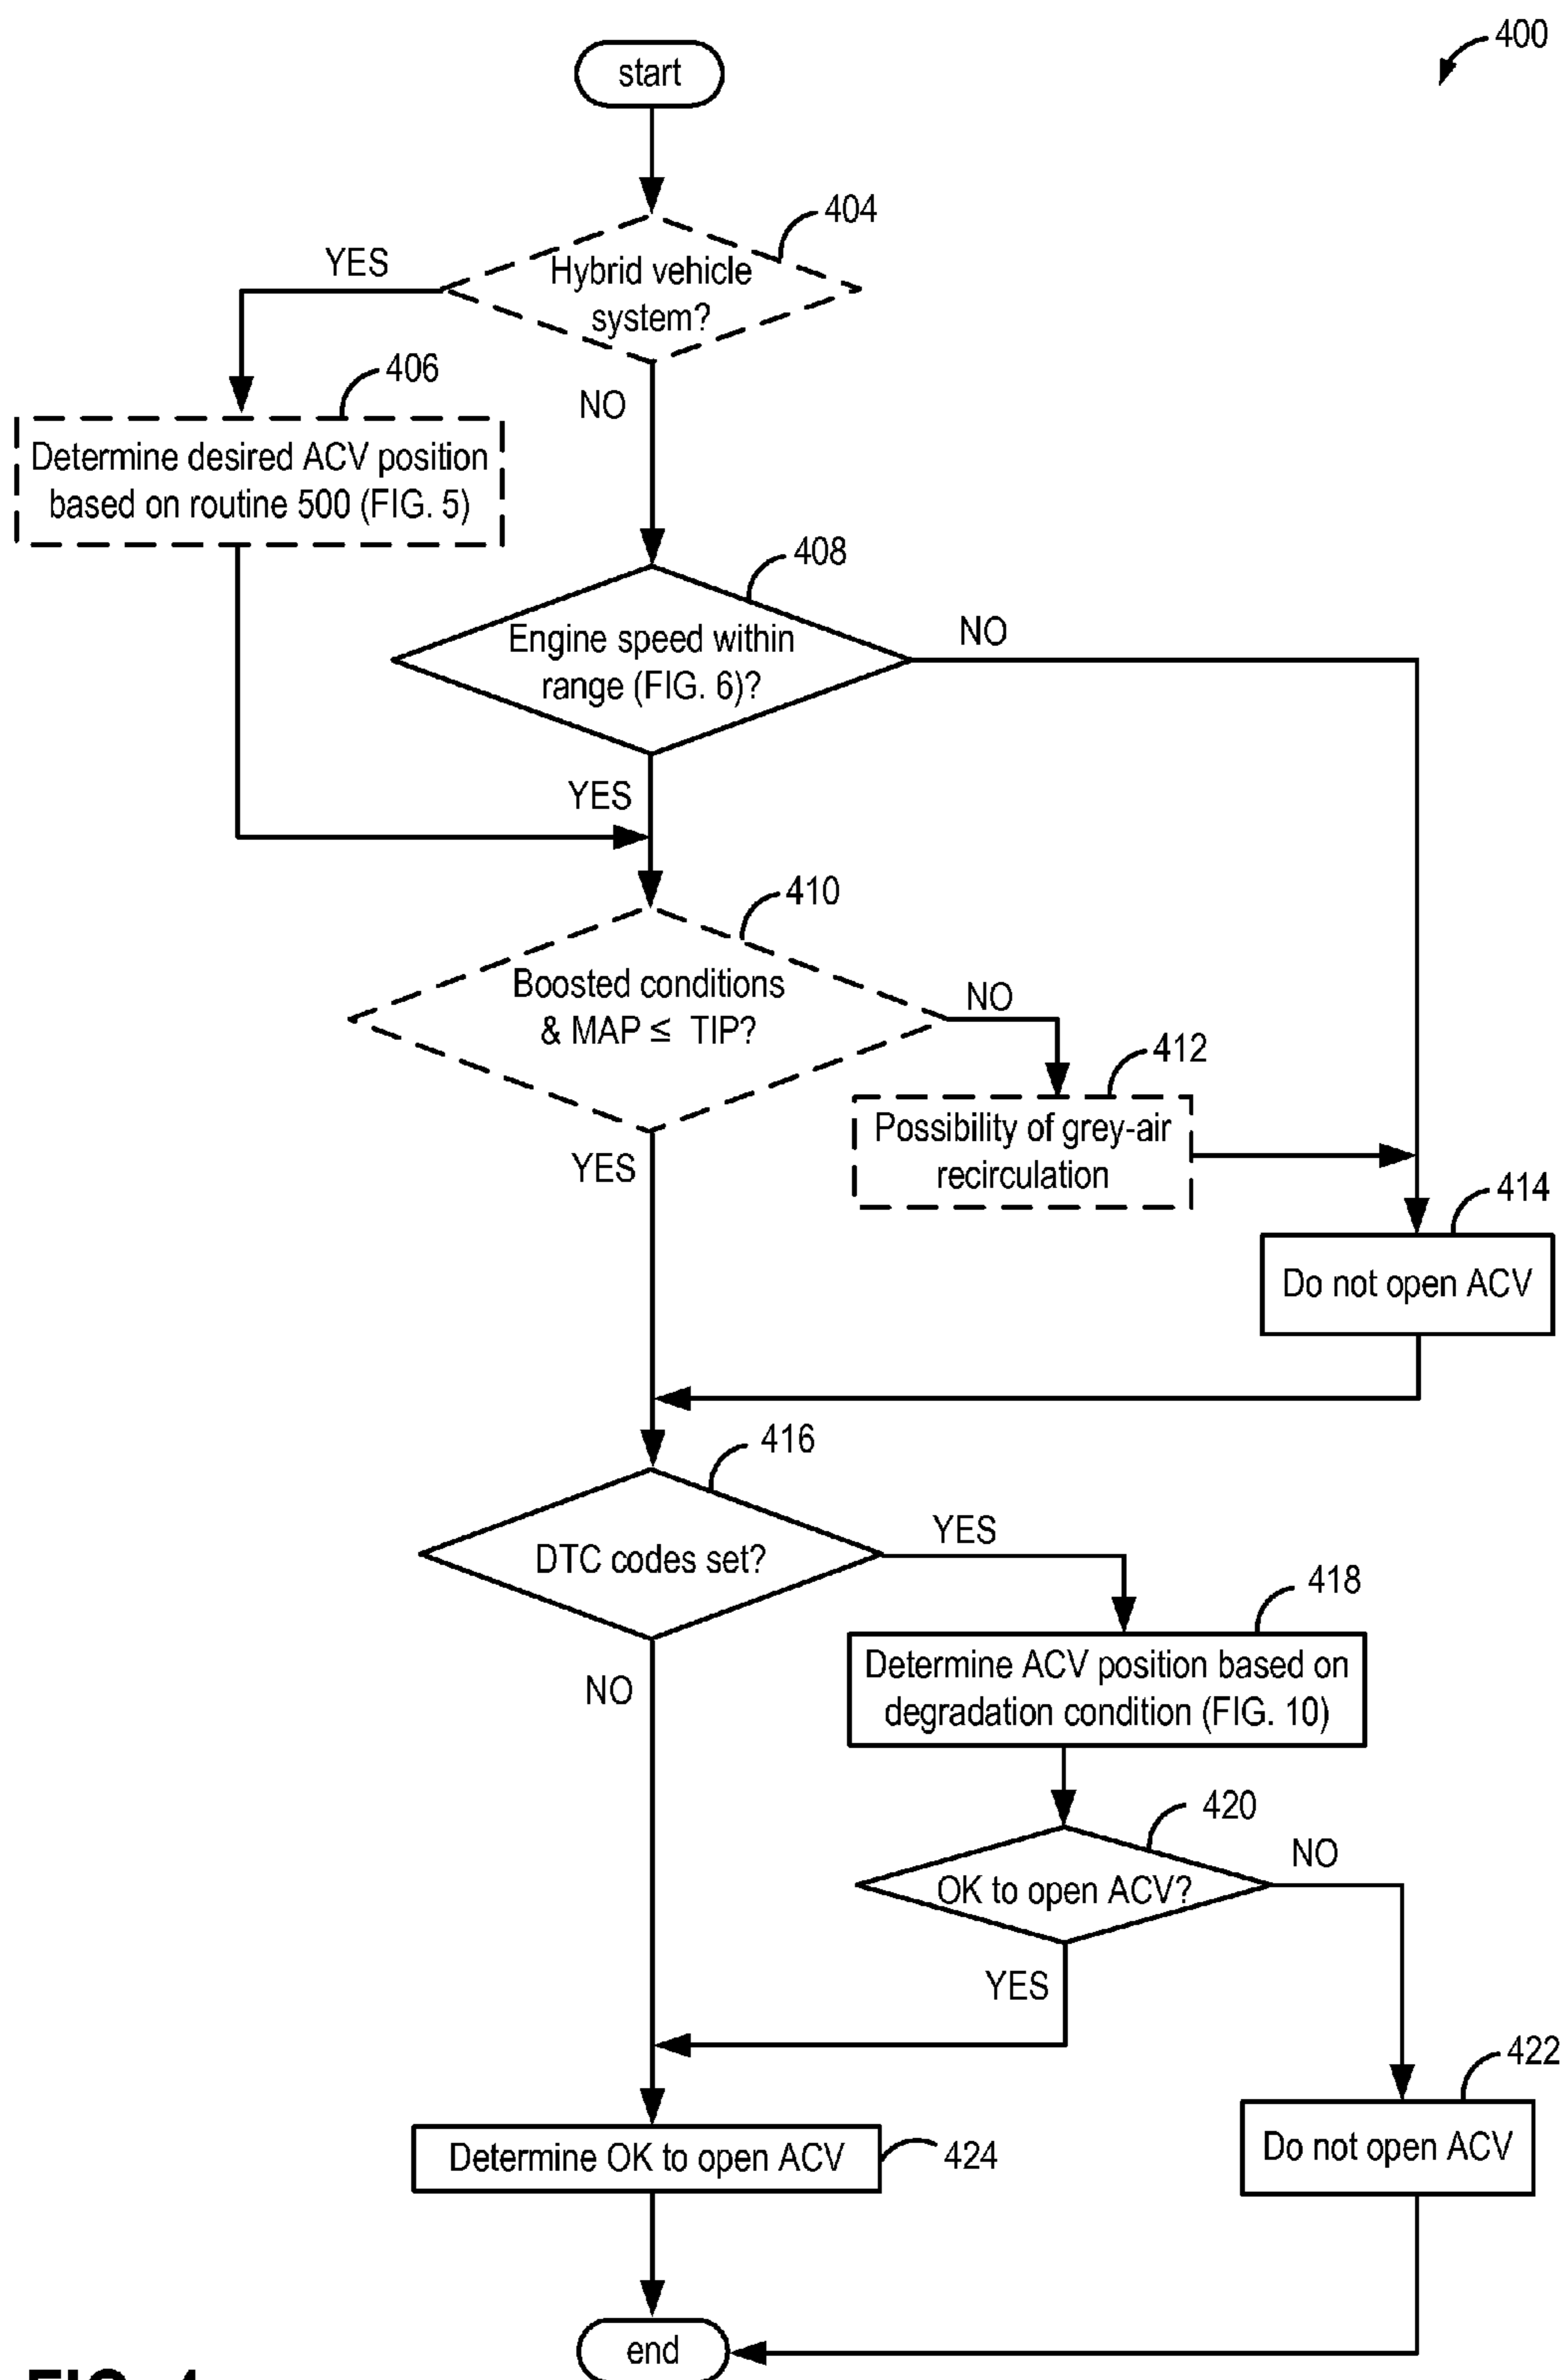 400
start
404
YES
Hybrid vehicle
system?
406
NO
Determine desired ACV position
based on routine 500 (FIG. 5)
408
NO
Engine speed within
range (FIG. 6)?
YES
410
Boosted conditions
& MAP ≤ TIP?
NO
412
Possibility of grey-air
recirculation
YES
414
Do not open ACV
416
DTC codes set?
YES
418
Determine ACV position based on
degradation condition (FIG. 10)
NO
420
OK to open ACV?
NO
YES
422
Do not open ACV
Determine OK to open ACV
424
end